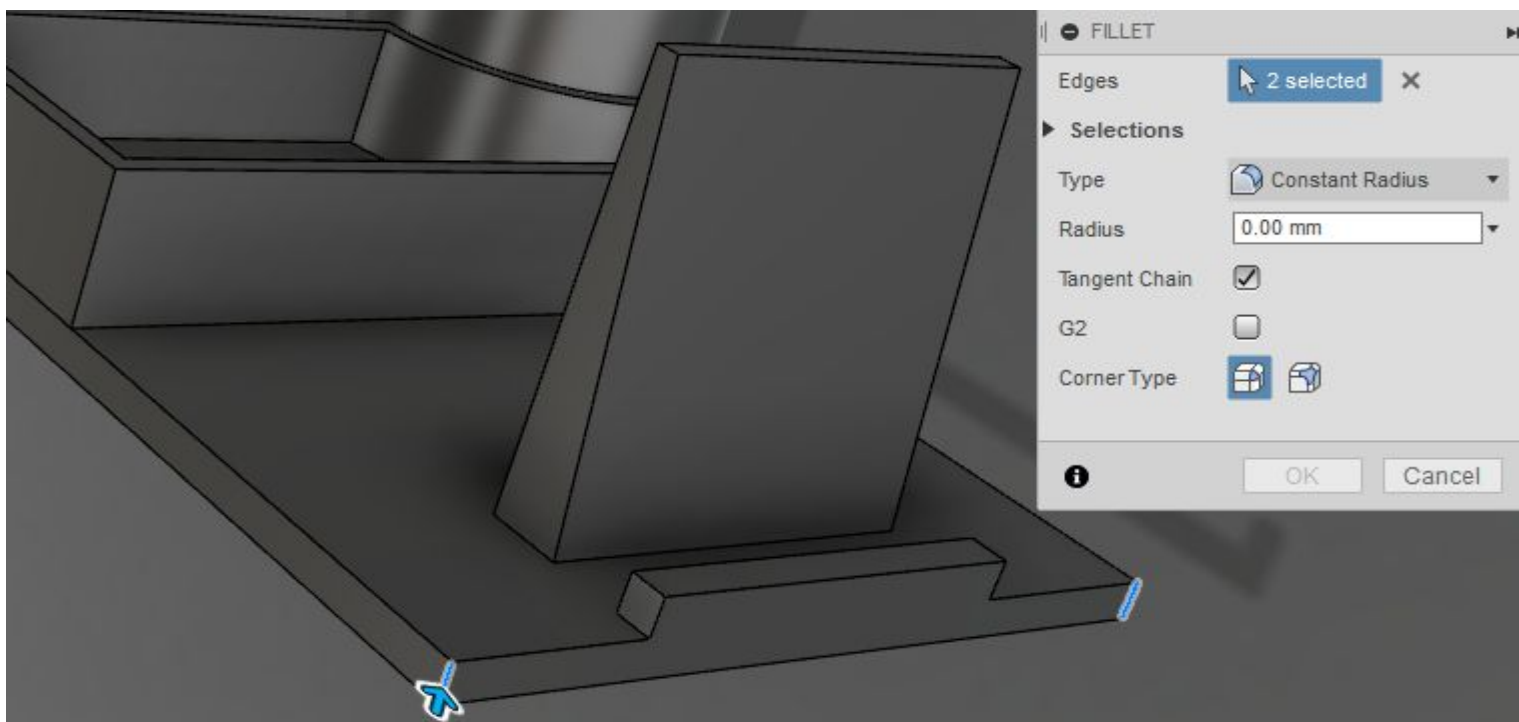 FILLET
Edges 2 selected
Selections
Type Constant Radius
Radius 0.00 mm
Tangent Chain
G2
Corner Type
OK Cancel